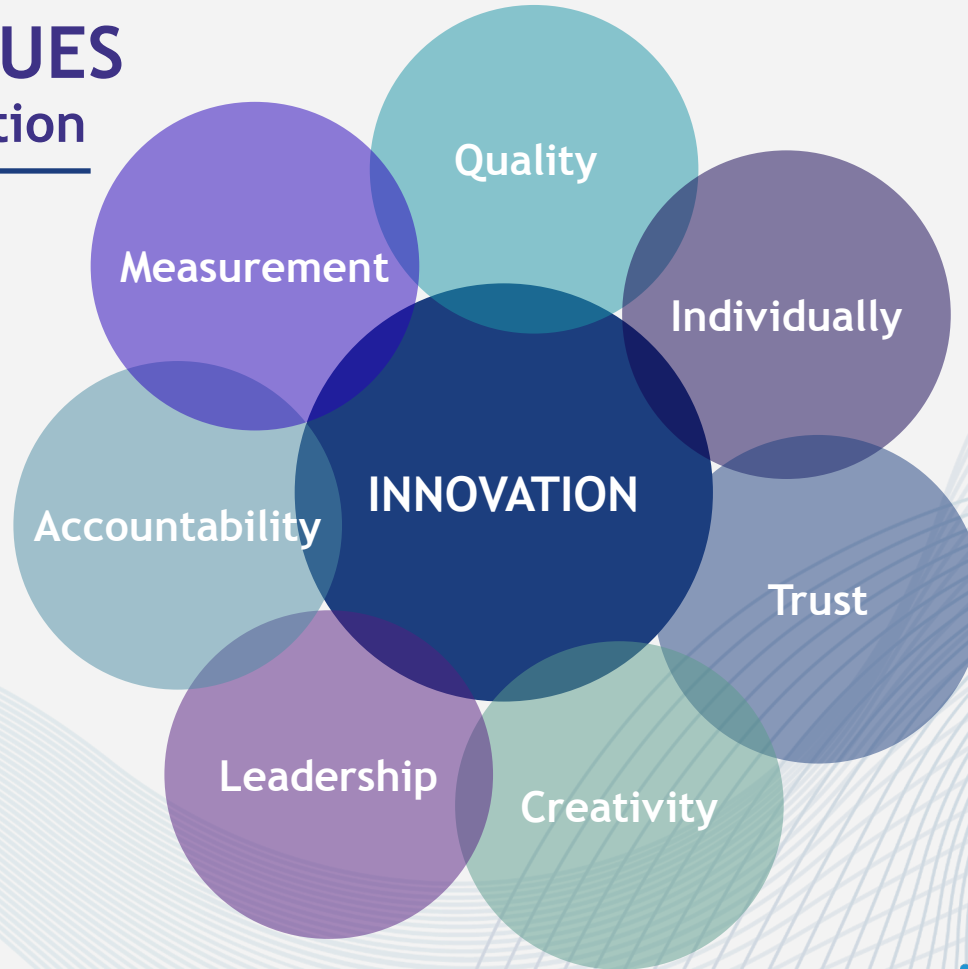 UES
tion
Quality
Measurement
Individually
INNOVATION
Accountability
Trust
Leadership
Creativity